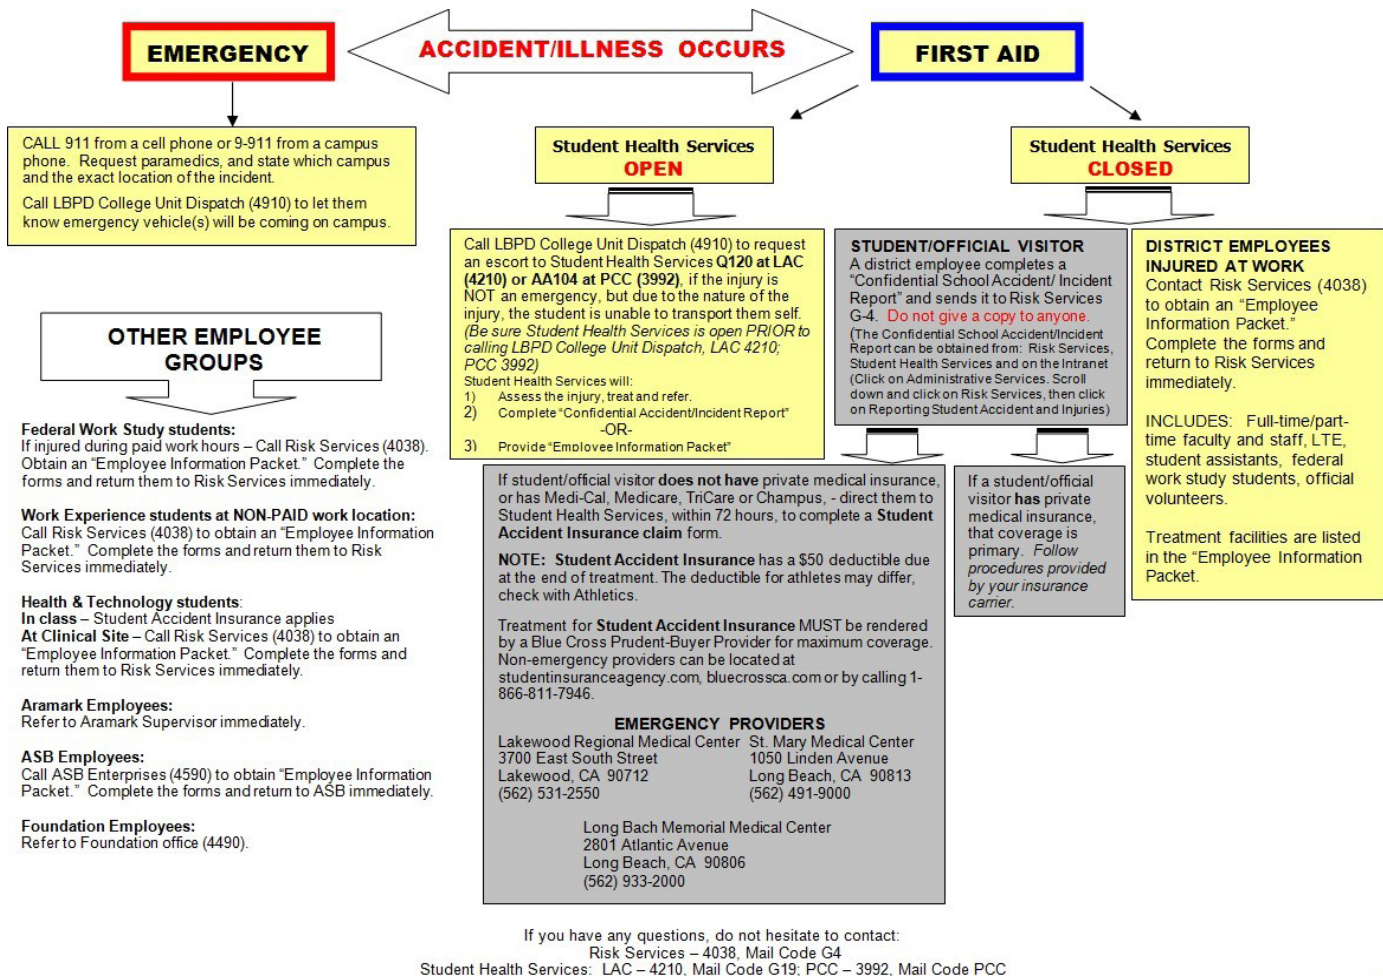 EMERGENCY
ACCIDENT/ILLNESS OCCURS
FIRST AID
CALL 911 from a cell phone or 9-911 from a campus
phone. Request paramedics, and state which campus
and the exact location of the incident.
Call LBPD College Unit Dispatch (4910) to let them
know emergency vehicle(s) will be coming on campus.
Student Health Services
OPEN
Student Health Services
CLOSED
Call LBPD College Unit Dispatch (4910) to request
an escort to Student Health Services Q120 at LAC
(4210) or AA104 at PCC (3992), if the injury is
NOT an emergency, but due to the nature of the
injury, the student is unable to transport them self.
(Be sure Student Health Services is open PRIOR to
calling LBPD College Unit Dispatch, LAC 4210;
PCC 3992)
Student Health Services will:
1) Assess the injury, treat and refer.
2) Complete “Confidential Accident/Incident Report”
-OR-
3) Provide “Employee Information Packet”
STUDENT/OFFICIAL VISITOR
A district employee completes a
“Confidential School Accident/ Incident
Report” and sends it to Risk Services
G-4. Do not give a copy to anyone.
(The Confidential School Accident/Incident
Report can be obtained from: Risk Services,
Student Health Services and on the Intranet
(Click on Administrative Services. Scroll
down and click on Risk Services, then click
on Reporting Student Accident and Injuries)
DISTRICT EMPLOYEES
INJURED AT WORK
Contact Risk Services (4038)
to obtain an “Employee
Information Packet.”
Complete the forms and
return to Risk Services
immediately.
INCLUDES: Full-time/part-
time faculty and staff, LTE,
student assistants, federal
work study students, official
volunteers.
Treatment facilities are listed
in the “Employee Information
Packet.
OTHER EMPLOYEE
GROUPS
Federal Work Study students:
If injured during paid work hours – Call Risk Services (4038).
Obtain an “Employee Information Packet.” Complete the
forms and return them to Risk Services immediately.
Work Experience students at NON-PAID work location:
Call Risk Services (4038) to obtain an “Employee Information
Packet.” Complete the forms and return them to Risk
Services immediately.
Health & Technology students:
In class – Student Accident Insurance applies
At Clinical Site – Call Risk Services (4038) to obtain an
“Employee Information Packet.” Complete the forms and
return them to Risk Services immediately.
Aramark Employees:
Refer to Aramark Supervisor immediately.
ASB Employees:
Call ASB Enterprises (4590) to obtain “Employee Information
Packet.” Complete the forms and return to ASB immediately.
Foundation Employees:
Refer to Foundation office (4490).
If student/official visitor does not have private medical insurance,
or has Medi-Cal, Medicare, TriCare or Champus, - direct them to
Student Health Services, within 72 hours, to complete a Student
Accident Insurance claim form.
NOTE: Student Accident Insurance has a $50 deductible due
at the end of treatment. The deductible for athletes may differ,
check with Athletics.
Treatment for Student Accident Insurance MUST be rendered
by a Blue Cross Prudent-Buyer Provider for maximum coverage.
Non-emergency providers can be located at
studentinsuranceagency.com, bluecrossca.com or by calling 1-
866-811-7946.
EMERGENCY PROVIDERS
Lakewood Regional Medical Center
3700 East South Street
Lakewood, CA 90712
(562) 531-2550
St. Mary Medical Center
1050 Linden Avenue
Long Beach, CA 90813
(562) 491-9000
Long Bach Memorial Medical Center
2801 Atlantic Avenue
Long Beach, CA 90806
(562) 933-2000
If a student/official
visitor has private
medical insurance,
that coverage is
primary. Follow
procedures provided
by your insurance
carrier.
If you have any questions, do not hesitate to contact:
Risk Services – 4038, Mail Code G4
Student Health Services: LAC – 4210, Mail Code G19; PCC – 3992, Mail Code PCC